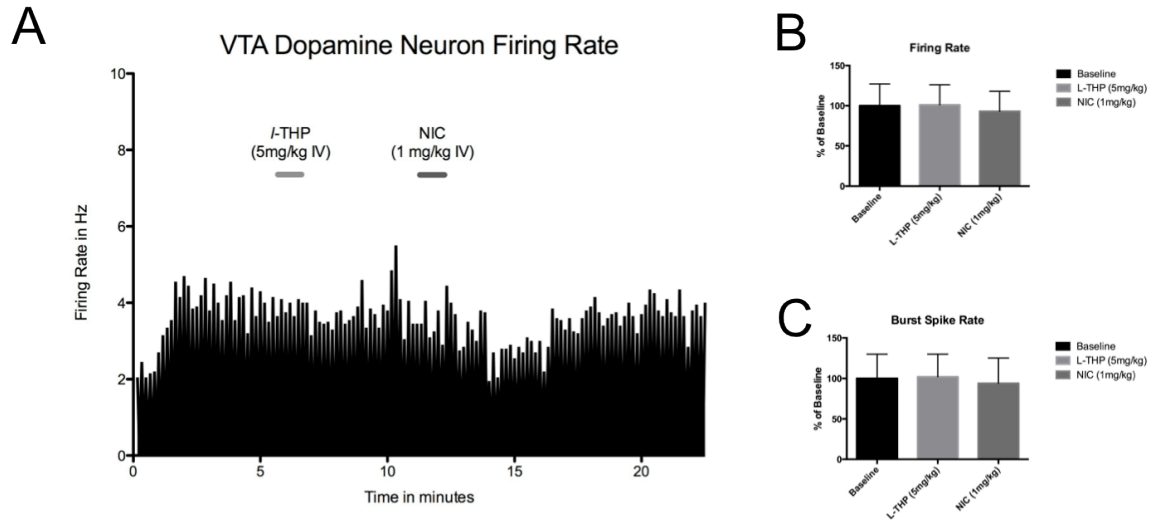 A
VTA Dopamine Neuron Firing Rate
10
8
6
4
2
0
Firing Rate in Hz
l-THP
(5mg/kg IV)
NIC
(1 mg/kg IV)
0 5 10 15 20
Time in minutes
B
Firing Rate
150
100
50
0
% of Baseline
Baseline
L-THP (5mg/kg)
NIC (1mg/kg)
Baseline
L-THP (5mg/kg)
NIC (1mg/kg)
C
Burst Spike Rate
150
100
50
0
% of Baseline
Baseline
L-THP (5mg/kg)
NIC (1mg/kg)
Baseline
L-THP (5mg/kg)
NIC (1mg/kg)